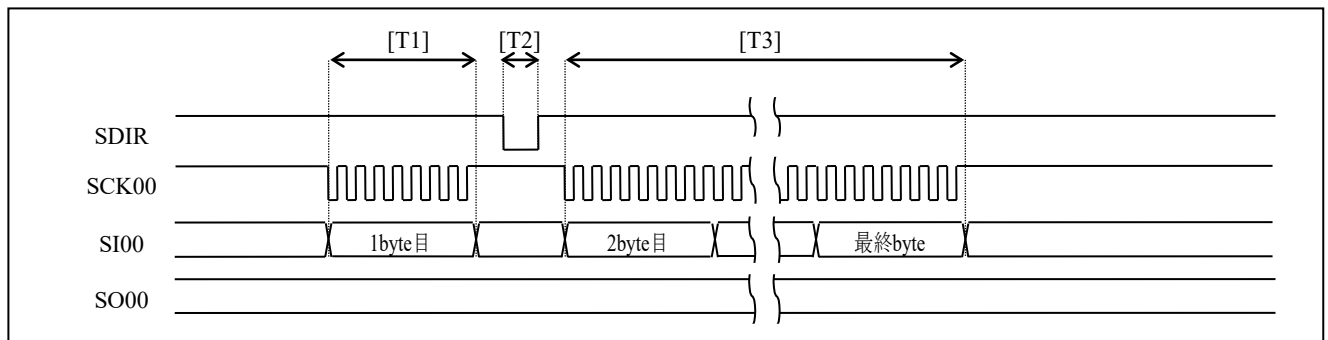 [T1] [T2] [T3]
SDIR
SCK00
SI00 1byte目 2byte目 最終byte
SO00